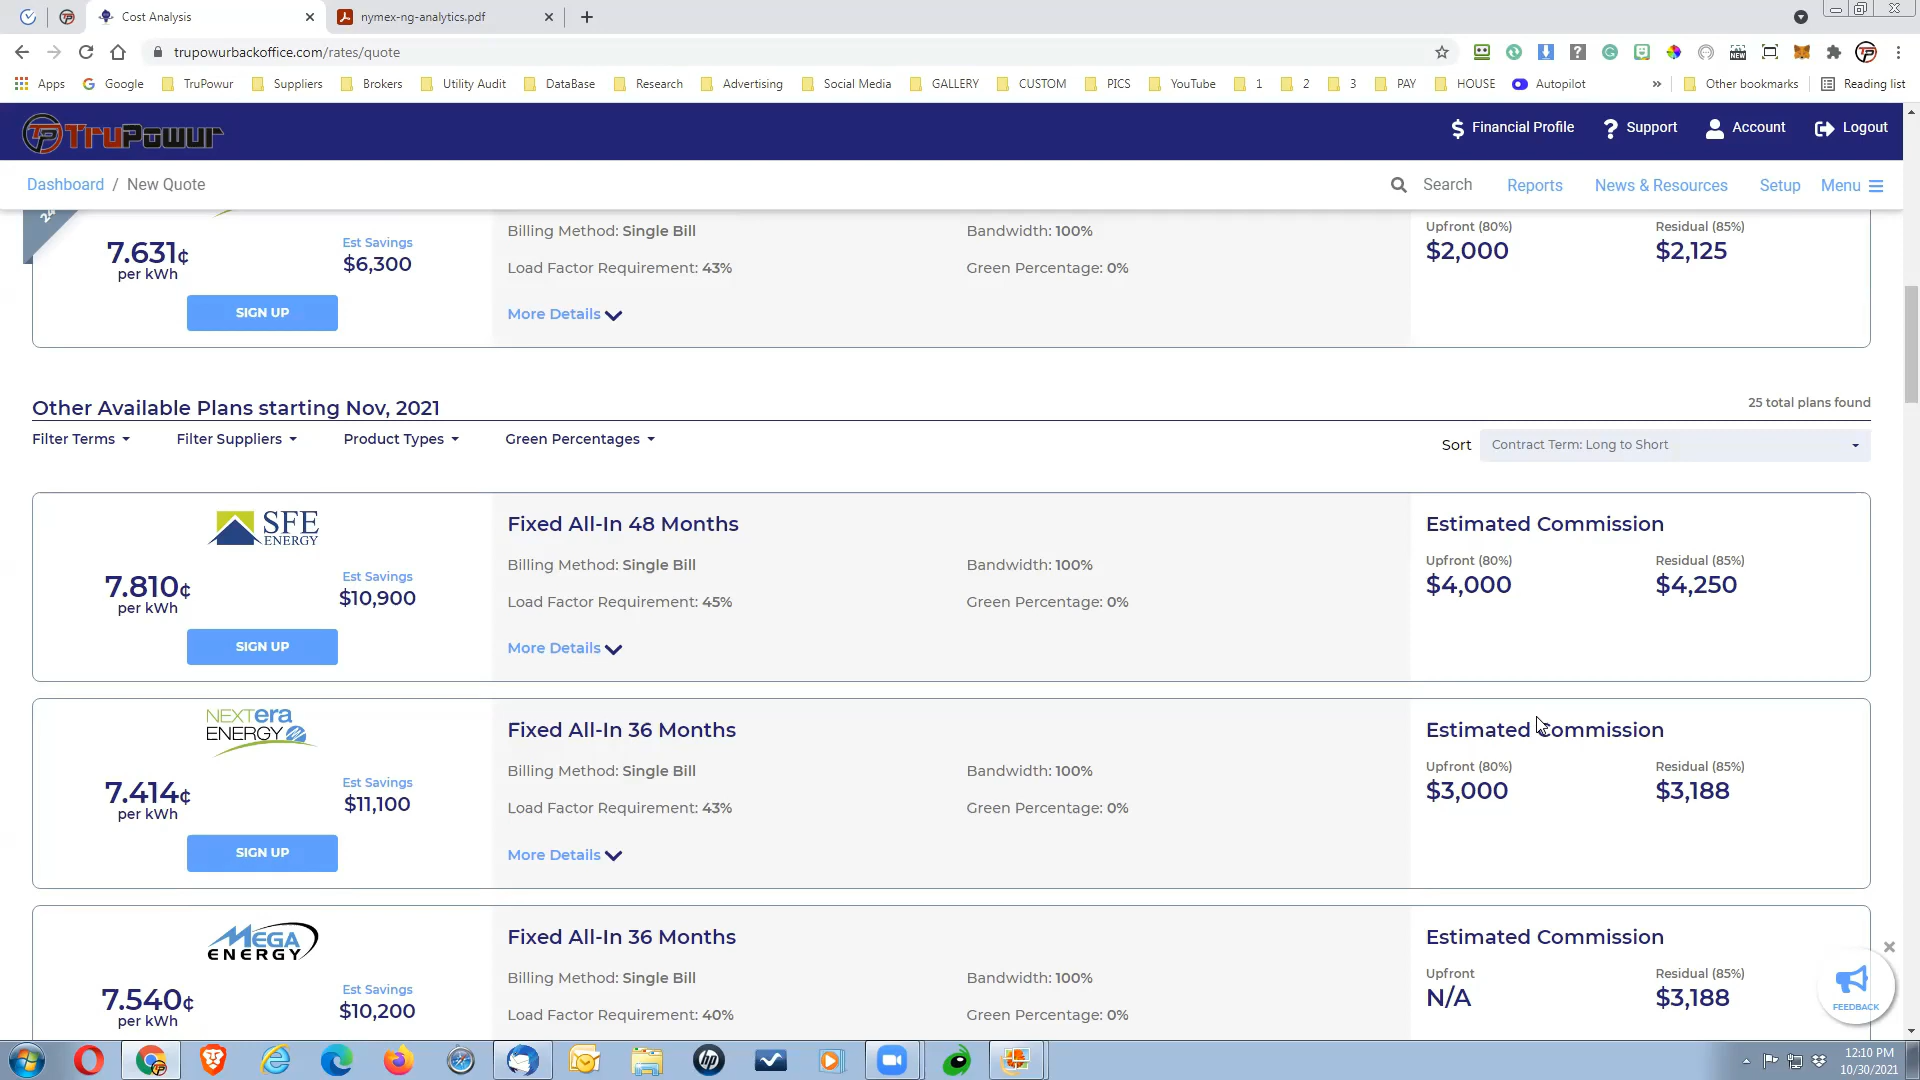 Cost Analysis
nymex-ng-analytics.pdf
trupowurbackoffice.com/rates/quote
Apps Google TruPowur Suppliers Brokers Utility Audit DataBase Research Advertising Social Media GALLERY CUSTOM PICS YouTube 1 2 3 PAY HOUSE Autopilot » Other bookmarks Reading list
TruPowur
Financial Profile Support Account Logout
Dashboard / New Quote
Search Reports News & Resources Setup Menu
7.631¢
per kWh
Est Savings
$6,300
SIGN UP
Billing Method: Single Bill
Bandwidth: 100%
Load Factor Requirement: 43%
Green Percentage: 0%
More Details
Upfront (80%)
$2,000
Residual (85%)
$2,125
Other Available Plans starting Nov, 2021
25 total plans found
Filter Terms Filter Suppliers Product Types Green Percentages
Sort Contract Term: Long to Short
SFE
ENERGY
7.810¢
per kWh
Est Savings
$10,900
SIGN UP
Fixed All-In 48 Months
Billing Method: Single Bill
Bandwidth: 100%
Load Factor Requirement: 45%
Green Percentage: 0%
More Details
Estimated Commission
Upfront (80%)
$4,000
Residual (85%)
$4,250
NEXTera
ENERGY
7.414¢
per kWh
Est Savings
$11,100
SIGN UP
Fixed All-In 36 Months
Billing Method: Single Bill
Bandwidth: 100%
Load Factor Requirement: 43%
Green Percentage: 0%
More Details
Estimated Commission
Upfront (80%)
$3,000
Residual (85%)
$3,188
MEGA
ENERGY
7.540¢
per kWh
Est Savings
$10,200
Fixed All-In 36 Months
Billing Method: Single Bill
Bandwidth: 100%
Load Factor Requirement: 40%
Green Percentage: 0%
Estimated Commission
Upfront
N/A
Residual (85%)
$3,188
FEEDBACK
12:10 PM
10/30/2021